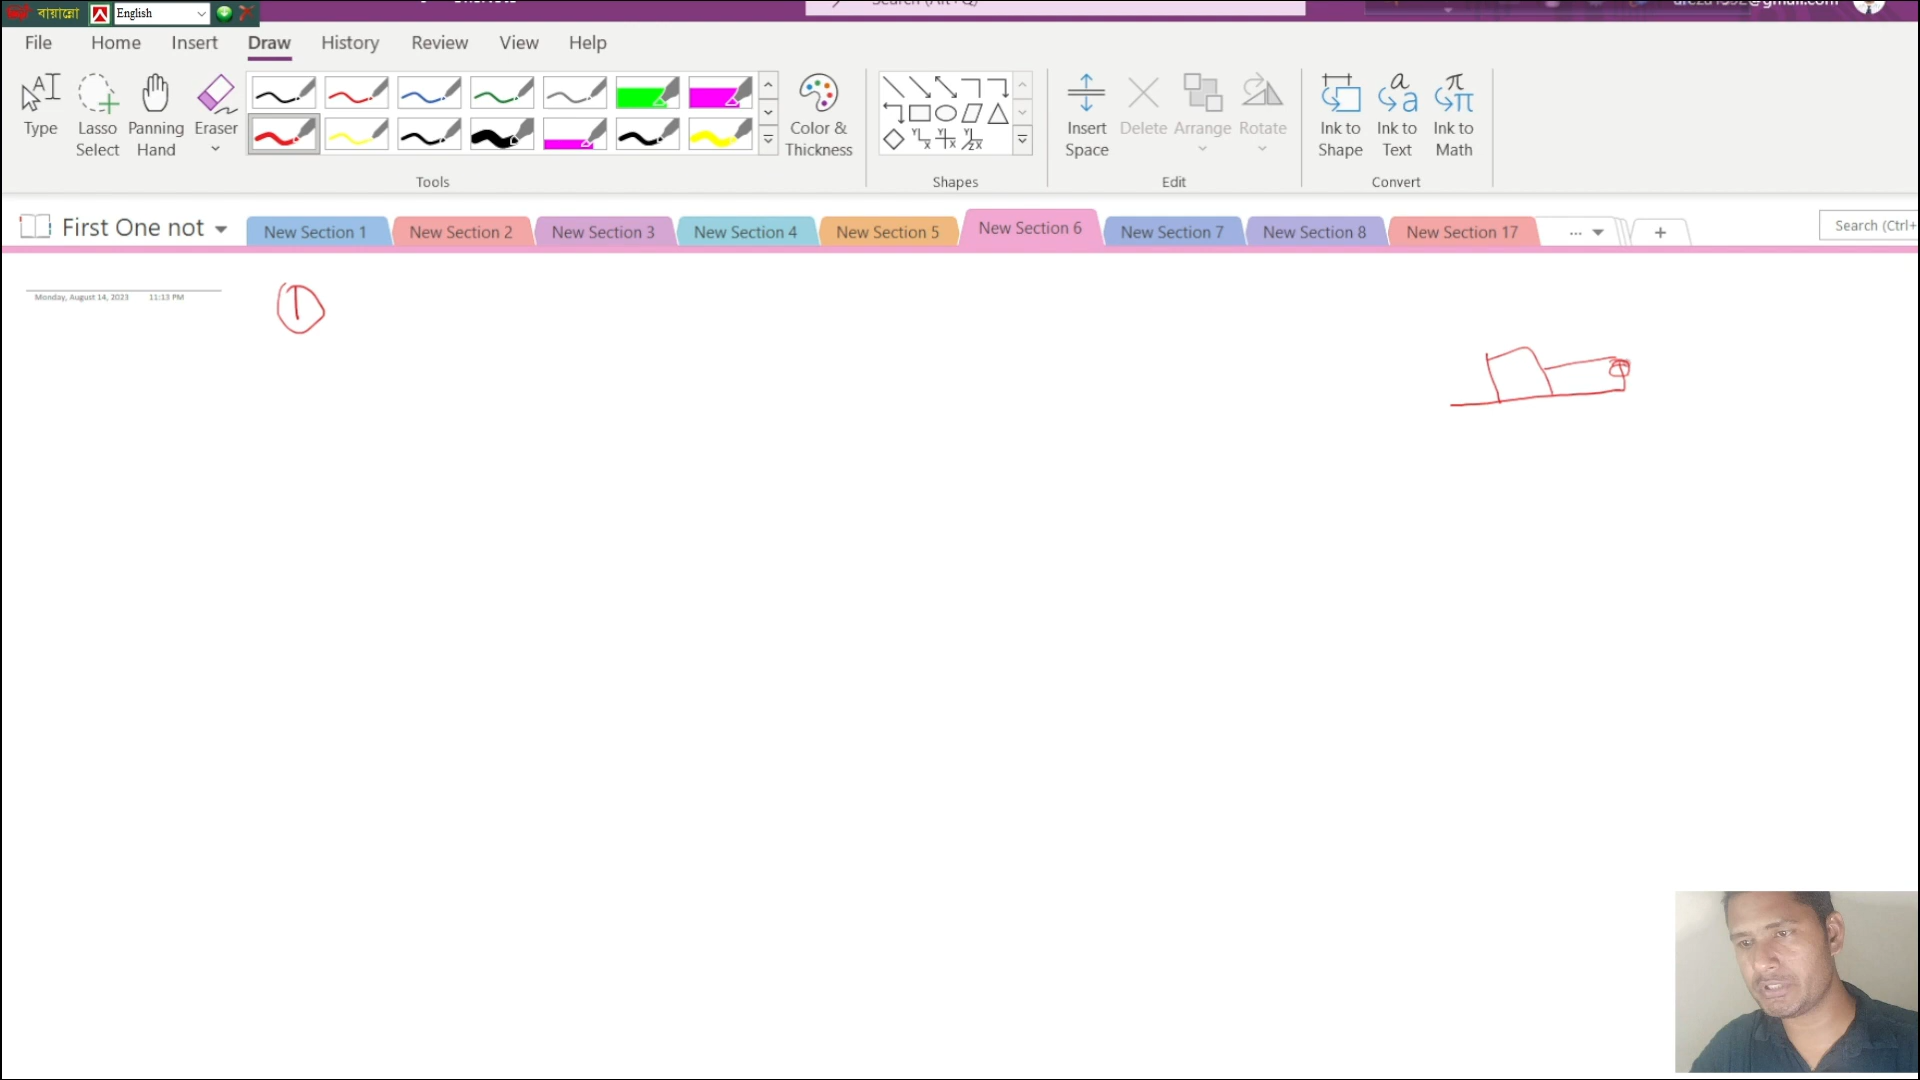 বায়ান্নো English
File Home Insert Draw History Review View Help
Type
Lasso Select
Panning Hand
Eraser
Color & Thickness
Insert Space
Delete
Arrange
Rotate
Ink to Shape
Ink to Text
Ink to Math
Tools Shapes Edit Convert
First One not
New Section 1 New Section 2 New Section 3 New Section 4 New Section 5 New Section 6 New Section 7 New Section 8 New Section 17 ... +
Search (Ctrl+
Monday, August 14, 2023 11:13 PM
1